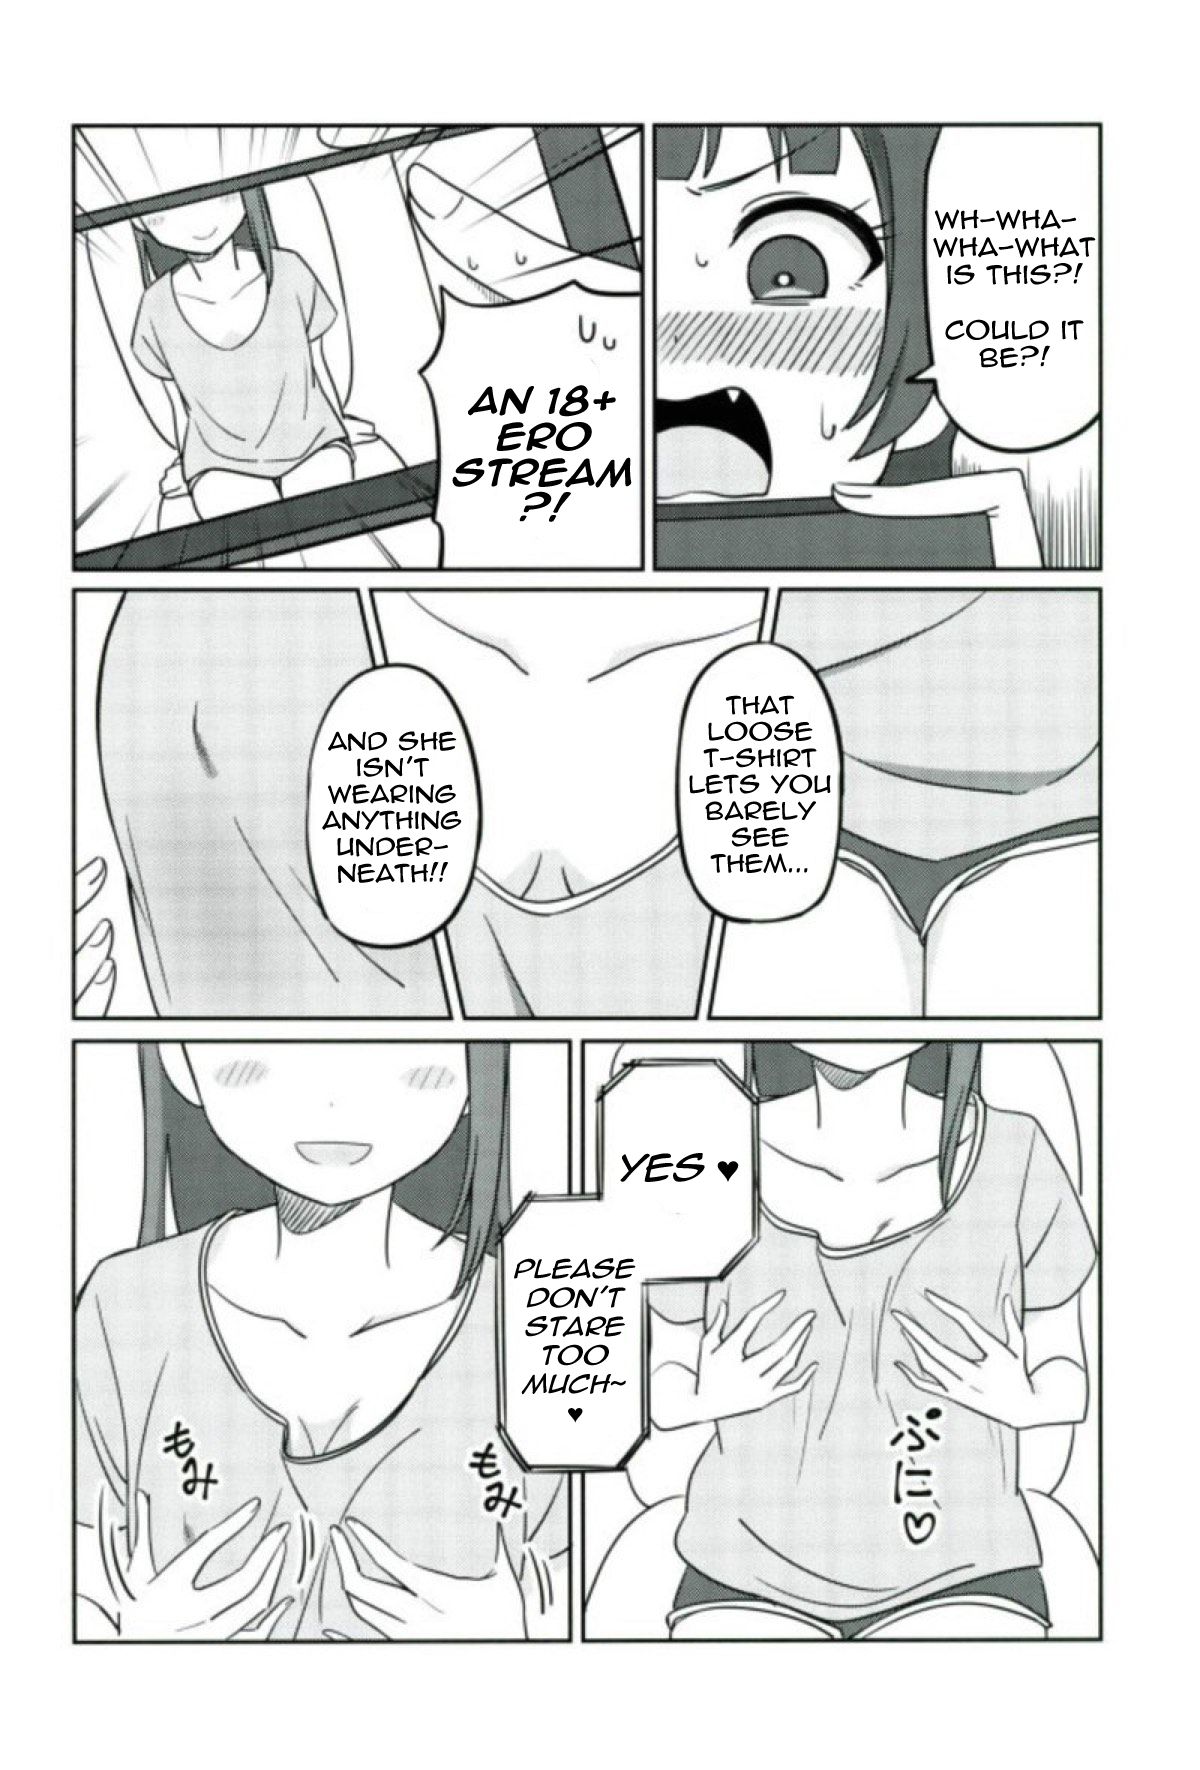 WH-WHA-
WHA-WHAT
IS THIS?!
COULD IT
BE?!
AN 18+
ERO
STREAM
?!
THAT
LOOSE
T-SHIRT
LETS YOU
BARELY
SEE
THEM...
AND SHE
ISN'T
WEARING
ANYTHING
UNDER-
NEATH!!
YES ♥
ぷに♡
PLEASE
DON'T
STARE
TOO
MUCH~
♥
もみ
もみ